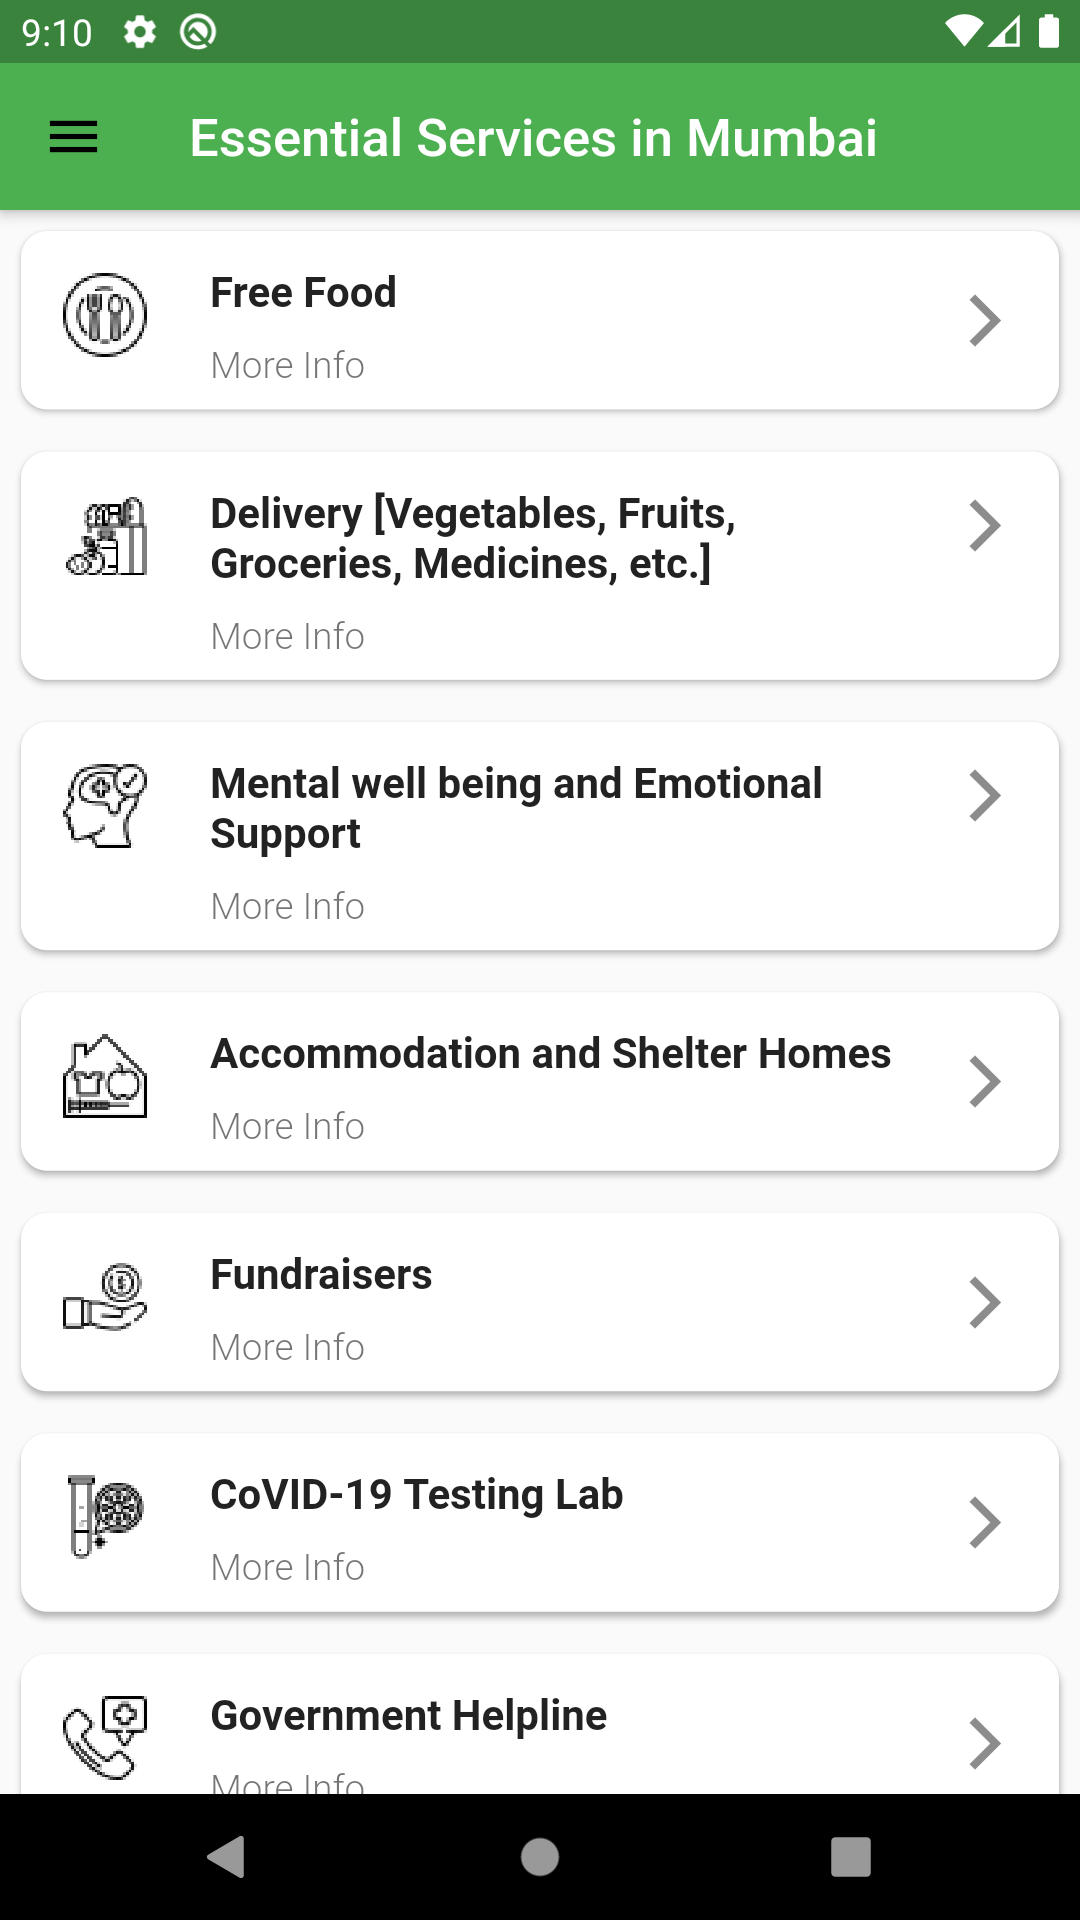 9:10
Essential Services in Mumbai
Free Food
More Info
Delivery [Vegetables, Fruits,
Groceries, Medicines, etc.]
More Info
Mental well being and Emotional
Support
More Info
Accommodation and Shelter Homes
More Info
Fundraisers
More Info
CoVID-19 Testing Lab
More Info
Government Helpline
More Info